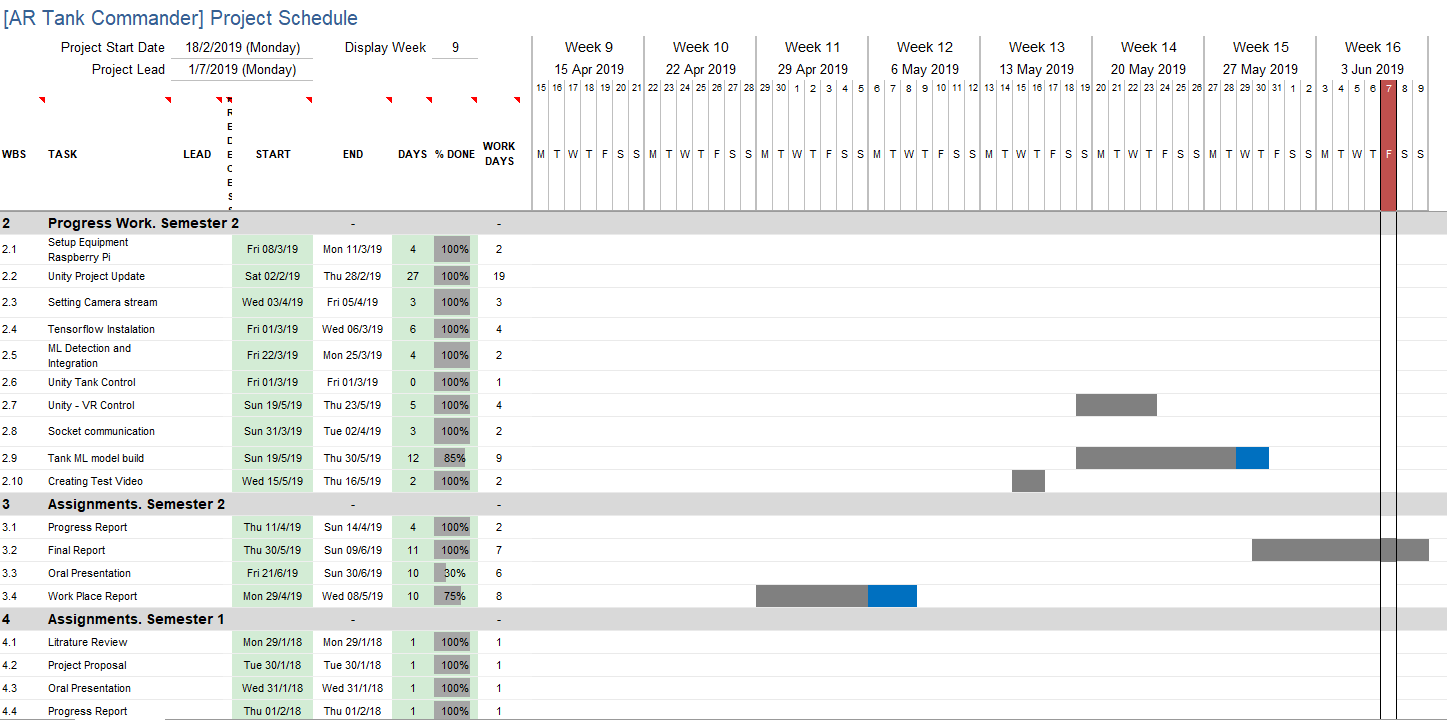 [AR Tank Commander] Project Schedule
Project Start Date 18/2/2019 (Monday) Display Week 9 Week 9 Week 10 Week 11 Week 12 Week 13 Week 14 Week 15 Week 16
Project Lead 1/7/2019 (Monday) 15 Apr 2019 22 Apr 2019 29 Apr 2019 6 May 2019 13 May 2019 20 May 2019 27 May 2019 3 Jun 2019
15 16 17 18 19 20 21 22 23 24 25 26 27 28 29 30 1 2 3 4 5 6 7 8 9 10 11 12 13 14 15 16 17 18 19 20 21 22 23 24 25 26 27 28 29 30 31 1 2 3 4 5 6 7 8 9
WBS TASK LEAD REDECES START END DAYS % DONE WORK DAYS M T W T F S S M T W T F S S M T W T F S S M T W T F S S M T W T F S S M T W T F S S M T W T F S S M T W T F S S
2 Progress Work. Semester 2 - -
2.1 Setup Equipment Raspberry Pi Fri 08/3/19 Mon 11/3/19 4 100% 2
2.2 Unity Project Update Sat 02/2/19 Thu 28/2/19 27 100% 19
2.3 Setting Camera stream Wed 03/4/19 Fri 05/4/19 3 100% 3
2.4 Tensorflow Instalation Fri 01/3/19 Wed 06/3/19 6 100% 4
2.5 ML Detection and Integration Fri 22/3/19 Mon 25/3/19 4 100% 2
2.6 Unity Tank Control Fri 01/3/19 Fri 01/3/19 0 100% 1
2.7 Unity - VR Control Sun 19/5/19 Thu 23/5/19 5 100% 4
2.8 Socket communication Sun 31/3/19 Tue 02/4/19 3 100% 2
2.9 Tank ML model build Sun 19/5/19 Thu 30/5/19 12 85% 9
2.10 Creating Test Video Wed 15/5/19 Thu 16/5/19 2 100% 2
3 Assignments. Semester 2 - -
3.1 Progress Report Thu 11/4/19 Sun 14/4/19 4 100% 2
3.2 Final Report Thu 30/5/19 Sun 09/6/19 11 100% 7
3.3 Oral Presentation Fri 21/6/19 Sun 30/6/19 10 30% 6
3.4 Work Place Report Mon 29/4/19 Wed 08/5/19 10 75% 8
4 Assignments. Semester 1 - -
4.1 Litrature Review Mon 29/1/18 Mon 29/1/18 1 100% 1
4.2 Project Proposal Tue 30/1/18 Tue 30/1/18 1 100% 1
4.3 Oral Presentation Wed 31/1/18 Wed 31/1/18 1 100% 1
4.4 Progress Report Thu 01/2/18 Thu 01/2/18 1 100% 1